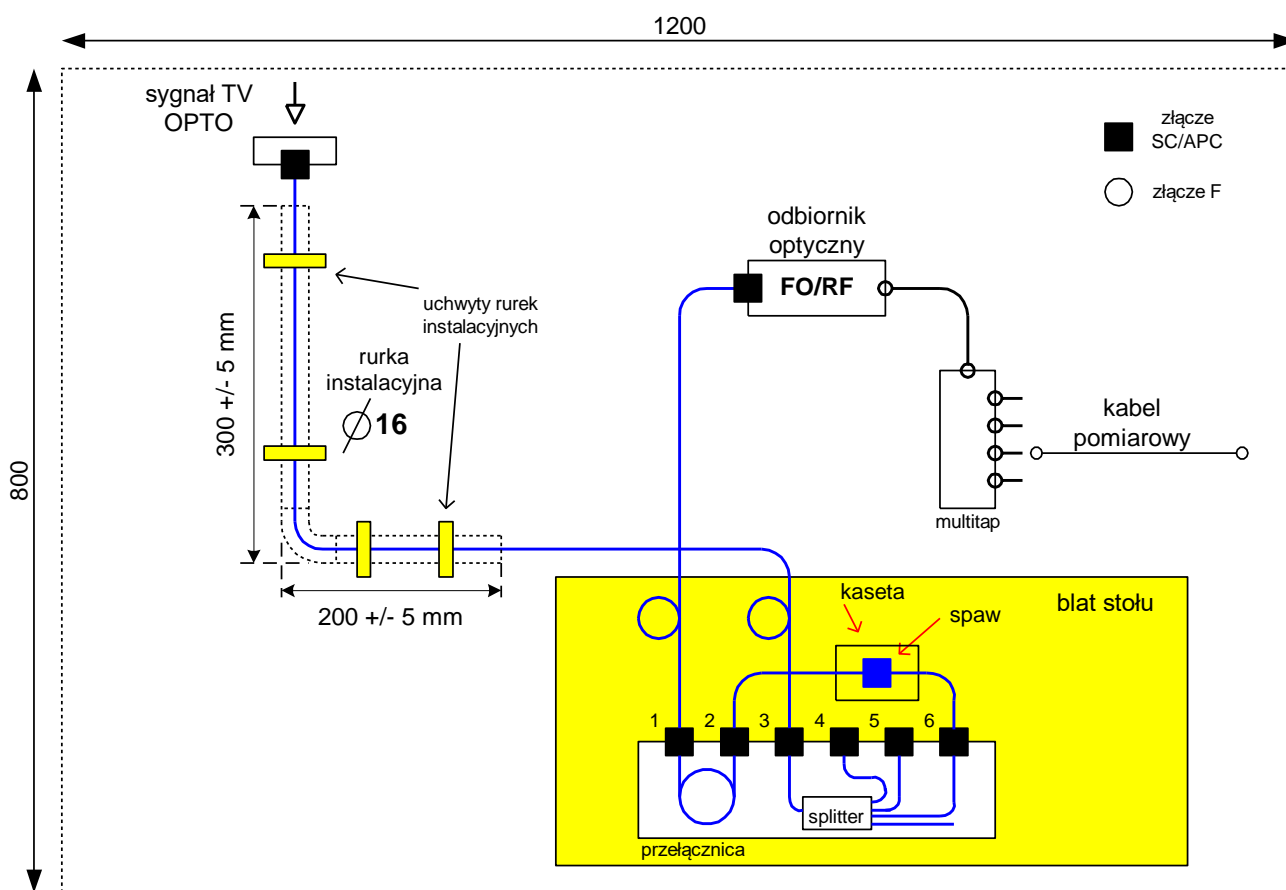 1200
sygnał TV
OPTO
złącze
SC/APC
złącze F
odbiornik
optyczny
FO/RF
uchwyty rurek
instalacyjnych
300 +/- 5 mm
rurka
instalacyjna
16
800
kabel
pomiarowy
multitap
200 +/- 5 mm
kaseta
blat stołu
spaw
1 2 3 4 5 6
splitter
przełącznica